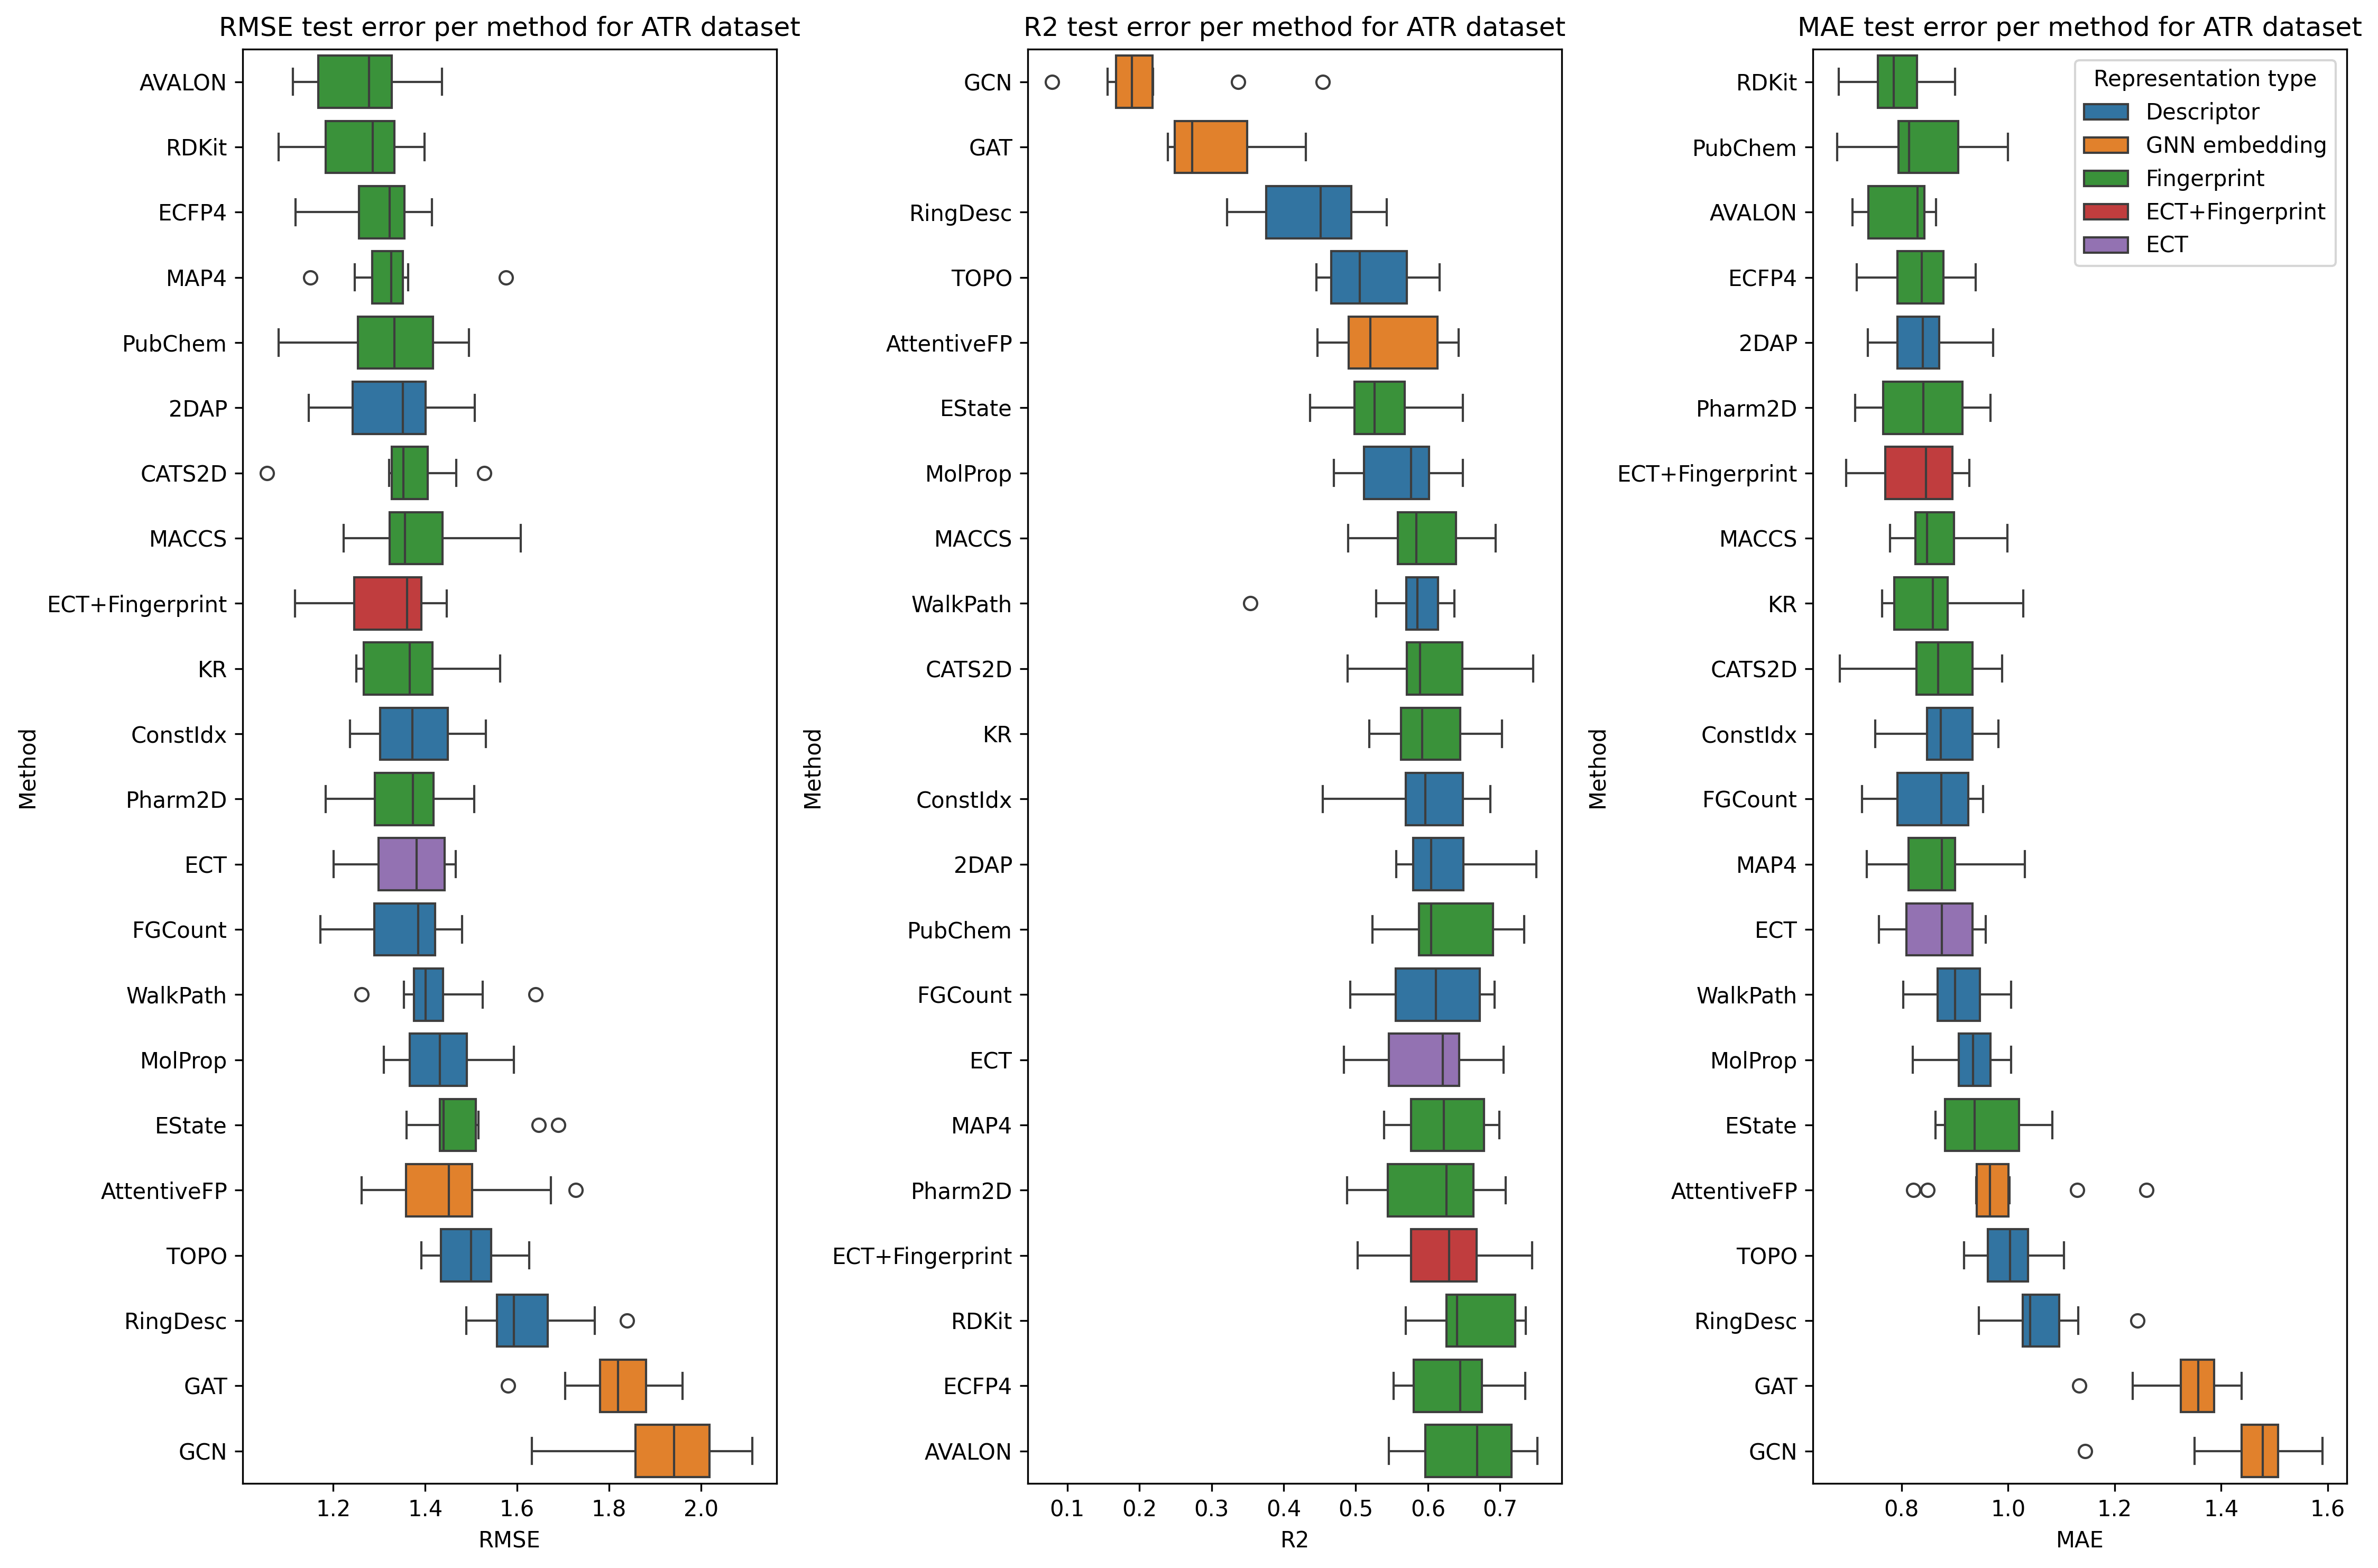 RMSE test error per method for ATR dataset
Method
AVALON
RDKit
ECFP4
MAP4
PubChem
2DAP
CATS2D
MACCS
ECT+Fingerprint
KR
ConstIdx
Pharm2D
ECT
FGCount
WalkPath
MolProp
EState
AttentiveFP
TOPO
RingDesc
GAT
GCN
1.2 1.4 1.6 1.8 2.0
RMSE
R2 test error per method for ATR dataset
Method
GCN
GAT
RingDesc
TOPO
AttentiveFP
EState
MolProp
MACCS
WalkPath
CATS2D
KR
ConstIdx
2DAP
PubChem
FGCount
ECT
MAP4
Pharm2D
ECT+Fingerprint
RDKit
ECFP4
AVALON
0.1 0.2 0.3 0.4 0.5 0.6 0.7
R2
MAE test error per method for ATR dataset
Method
RDKit
PubChem
AVALON
ECFP4
2DAP
Pharm2D
ECT+Fingerprint
MACCS
KR
CATS2D
ConstIdx
FGCount
MAP4
ECT
WalkPath
MolProp
EState
AttentiveFP
TOPO
RingDesc
GAT
GCN
0.8 1.0 1.2 1.4 1.6
MAE
Representation type
Descriptor
GNN embedding
Fingerprint
ECT+Fingerprint
ECT